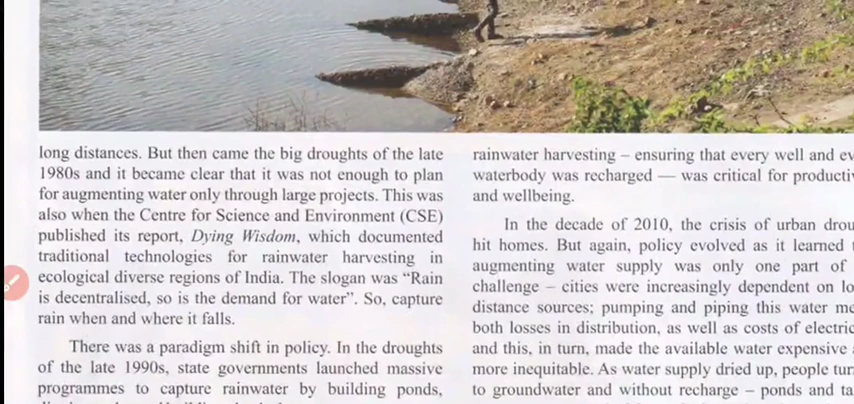 long distances. But then came the big droughts of the late
1980s and it became clear that it was not enough to plan
for augmenting water only through large projects. This was
also when the Centre for Science and Environment (CSE)
published its report, Dying Wisdom, which documented
traditional technologies for rainwater harvesting in
ecological diverse regions of India. The slogan was “Rain
is decentralised, so is the demand for water”. So, capture
rain when and where it falls.
There was a paradigm shift in policy. In the droughts
of the late 1990s, state governments launched massive
programmes to capture rainwater by building ponds,
rainwater harvesting – ensuring that every well and
waterbody was recharged — was critical for
and wellbeing.
In the decade of 2010, the crisis of urban
hit homes. But again, policy evolved as it learned
augmenting water supply was only one part of
challenge – cities were increasingly dependent on
distance sources; pumping and piping this water
both losses in distribution, as well as costs of
and this, in turn, made the available water expensive
more inequitable. As water supply dried up, people
to groundwater and without recharge – ponds and